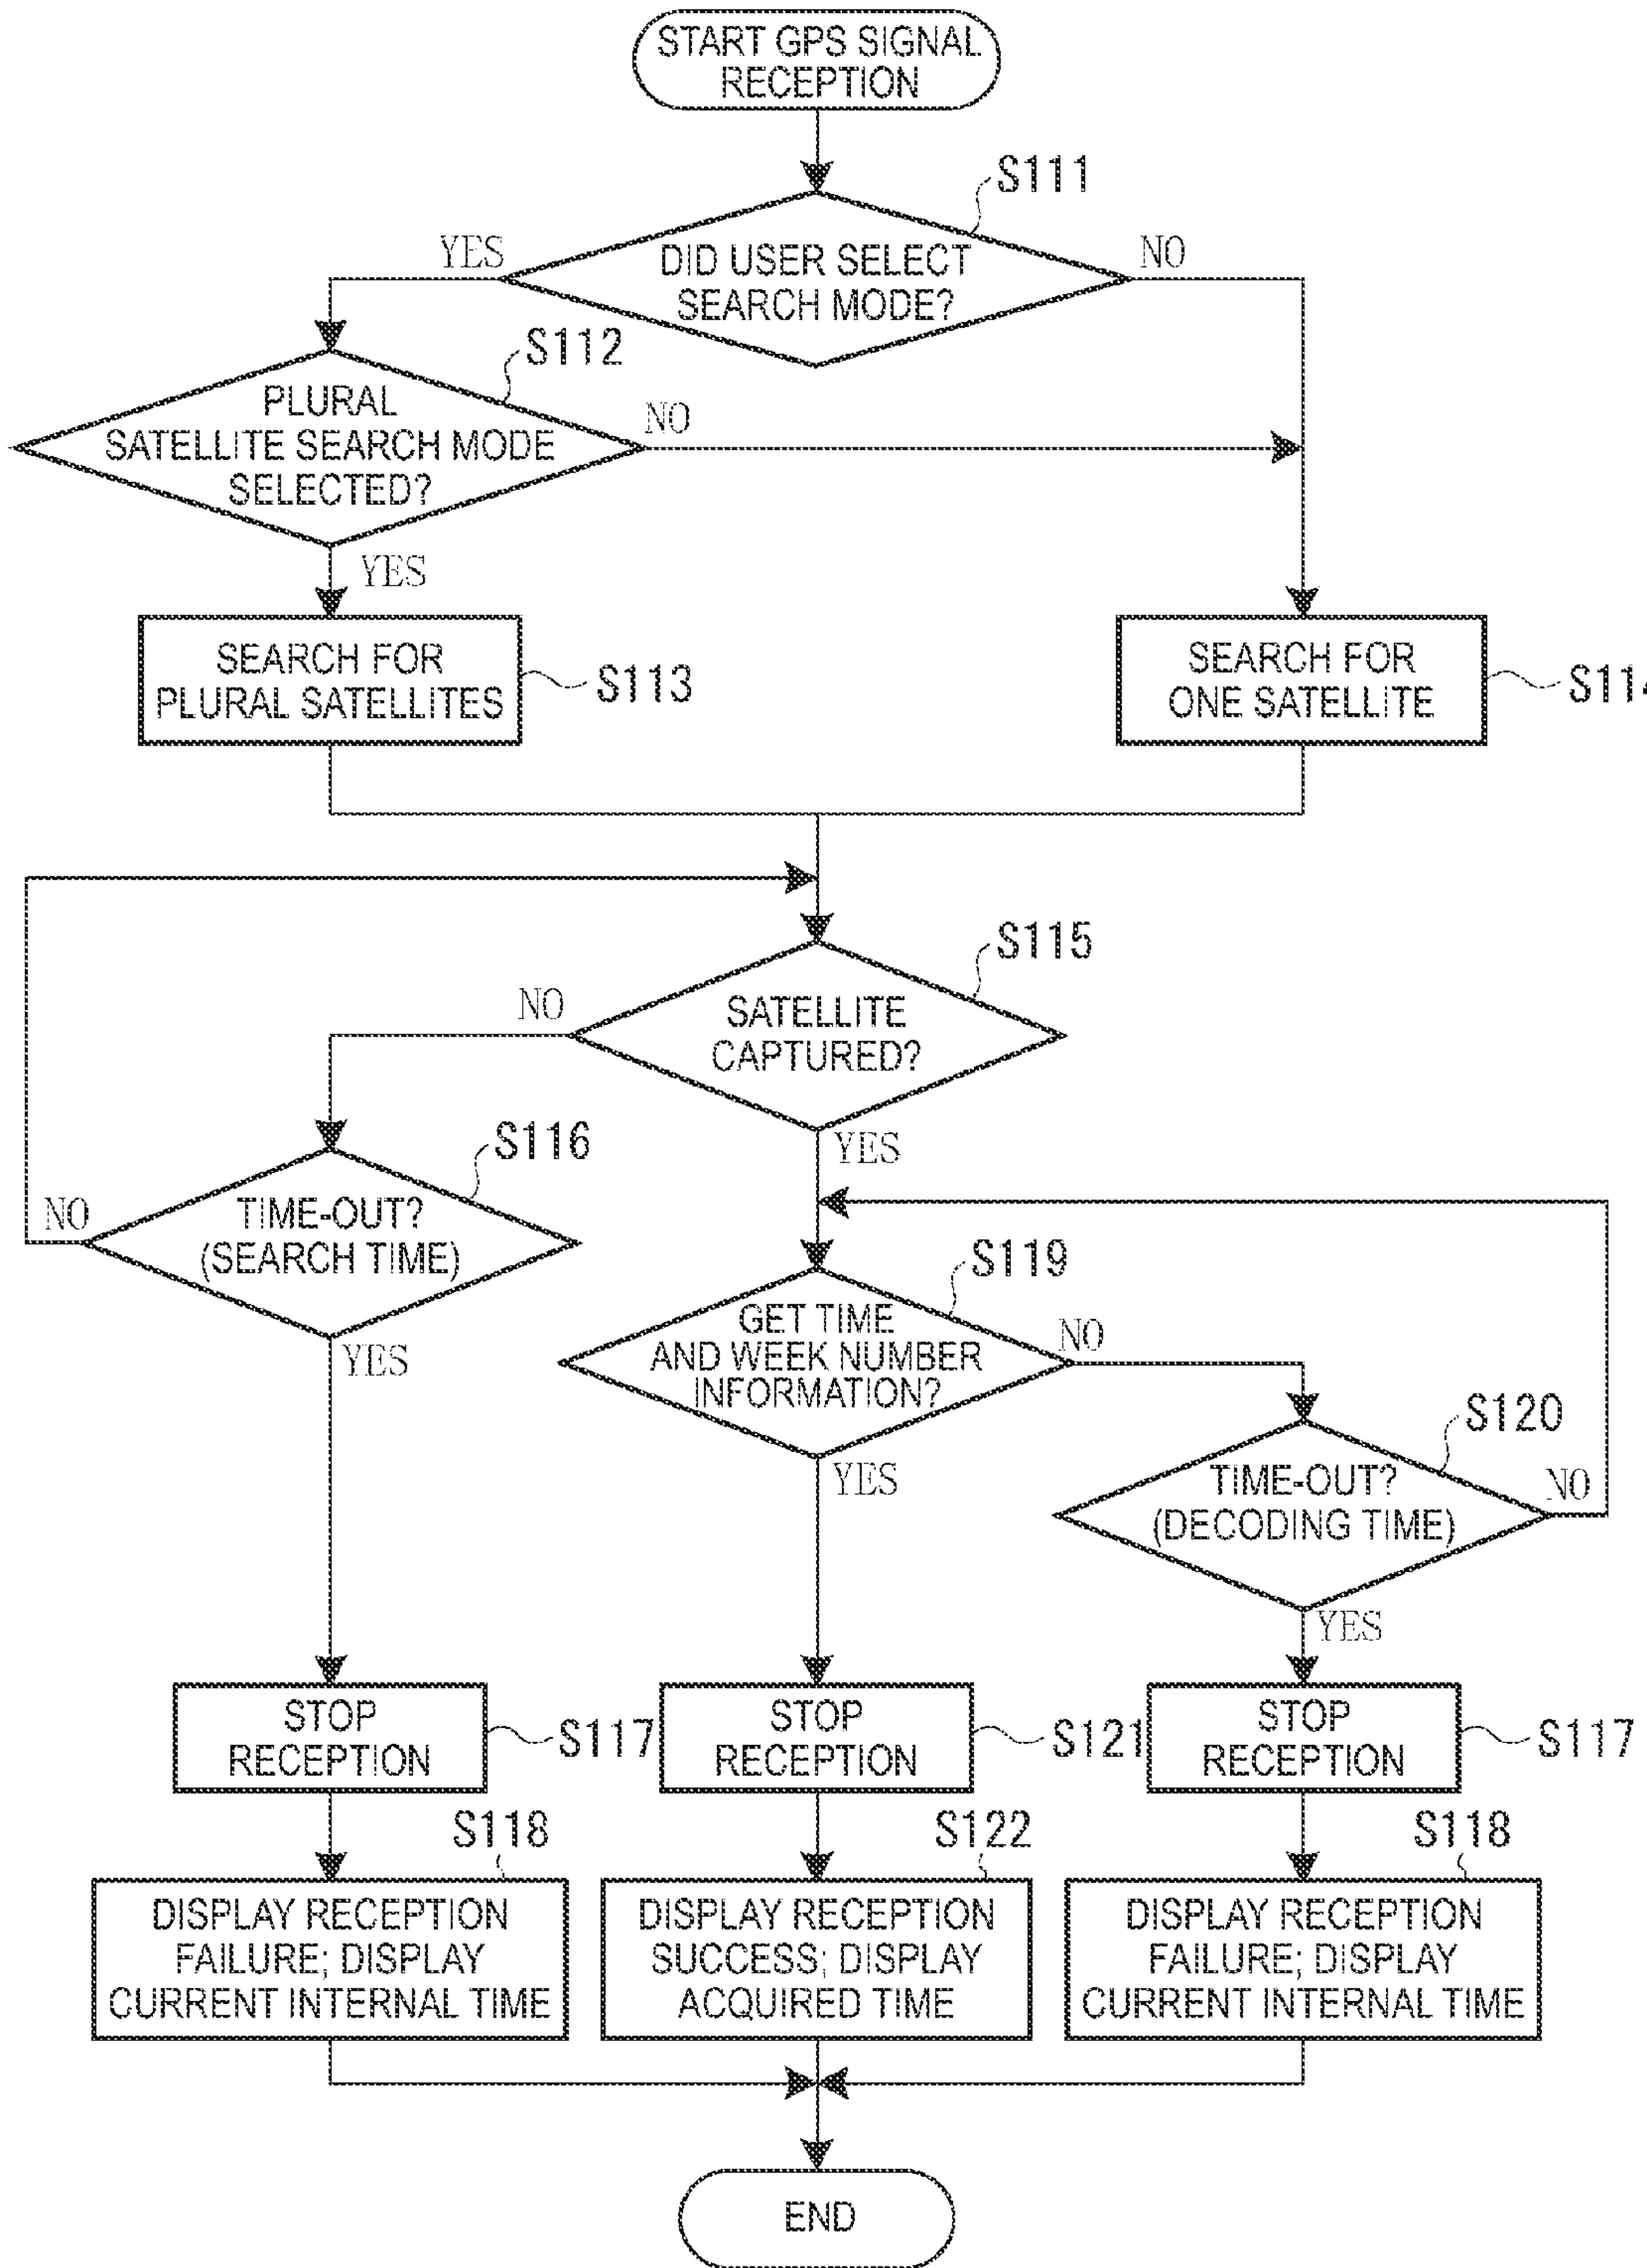 START GPS SIGNAL
RECEPTION
S111
YES
DID USER SELECT
SEARCH MODE?
NO
S112
PLURAL
SATELLITE SEARCH MODE
SELECTED?
NO
YES
SEARCH FOR
PLURAL SATELLITES
S113
SEARCH FOR
ONE SATELLITE
S114
S115
NO
SATELLITE
CAPTURED?
YES
S116
NO
TIME-OUT?
(SEARCH TIME)
YES
S119
GET TIME
AND WEEK NUMBER
INFORMATION?
NO
YES
S120
TIME-OUT?
(DECODING TIME)
NO
YES
STOP
RECEPTION
S117
STOP
RECEPTION
S121
STOP
RECEPTION
S117
S118
DISPLAY RECEPTION
FAILURE; DISPLAY
CURRENT INTERNAL TIME
S122
DISPLAY RECEPTION
SUCCESS; DISPLAY
ACQUIRED TIME
S118
DISPLAY RECEPTION
FAILURE; DISPLAY
CURRENT INTERNAL TIME
END